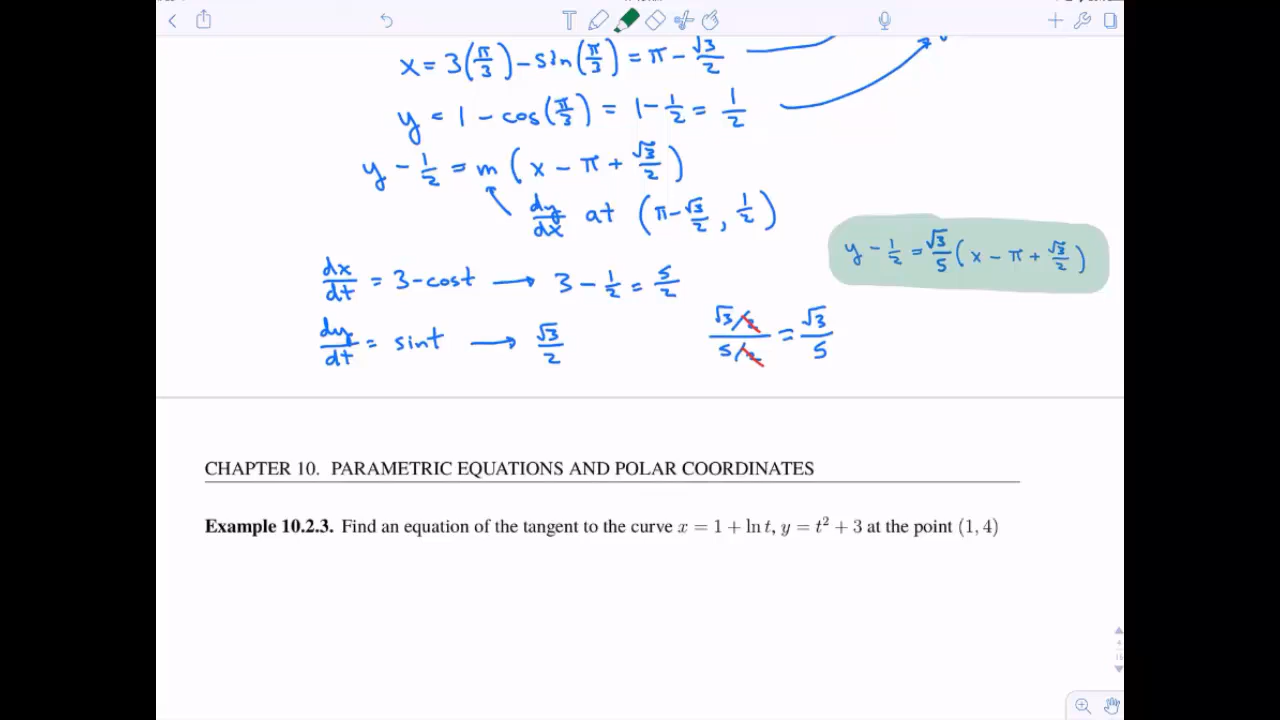 x = 3(π/3) - sin(π/3) = π - √3/2
y = 1 - cos(π/3) = 1 - 1/2 = 1/2
y - 1/2 = m(x - π + √3/2)
dy/dx at (π - √3/2, 1/2)
y - 1/2 = √3/5(x - π + √3/2)
dx/dt = 3 - cost → 3 - 1/2 = 5/2
dy/dt = sint → √3/2
√3/2 / 5/2 = √3/5
CHAPTER 10. PARAMETRIC EQUATIONS AND POLAR COORDINATES
Example 10.2.3. Find an equation of the tangent to the curve x = 1 + ln t, y = t² + 3 at the point (1, 4)